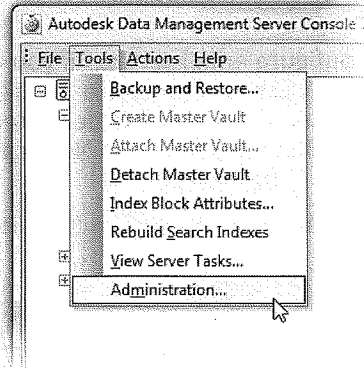 Autodesk Data Management Server Console
File Tools Actions Help
Backup and Restore...
Create Master Vault
Attach Master Vault...
Detach Master Vault
Index Block Attributes...
Rebuild Search Indexes
View Server Tasks...
Administration...